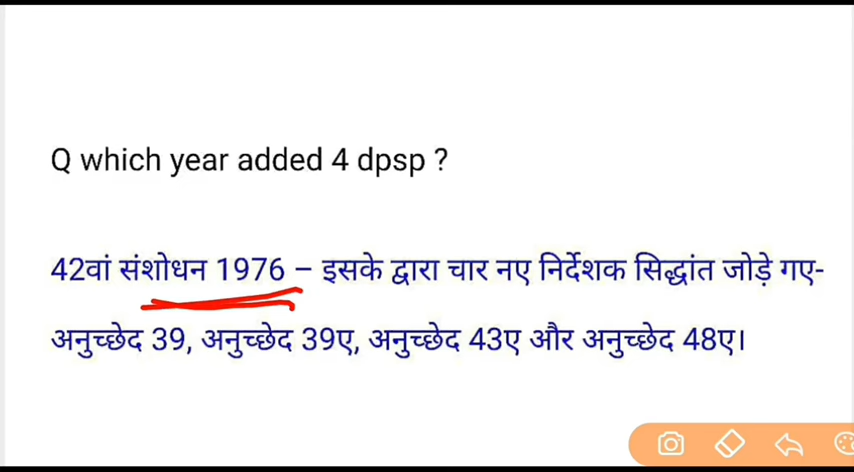 Q which year added 4 dpsp ?
42वां संशोधन 1976 – इसके द्वारा चार नए निर्देशक सिद्धांत जोड़े गए-
अनुच्छेद 39, अनुच्छेद 39ए, अनुच्छेद 43ए और अनुच्छेद 48ए।